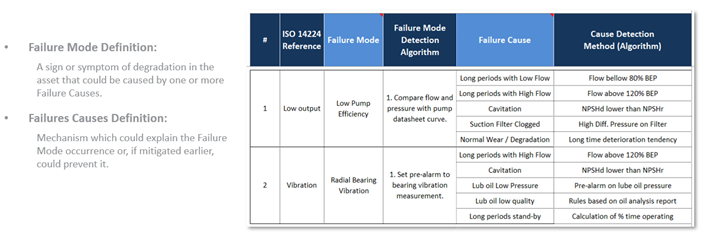 Failure Mode Definition:
A sign or symptom of degradation in the
asset that could be caused by one or more
Failure Causes.
Failures Causes Definition:
Mechanism which could explain the Failure
Mode occurrence or, if mitigated earlier,
could prevent it.
# ISO 14224 Reference Failure Mode Failure Mode Detection Algorithm Failure Cause Cause Detection Method (Algorithm)
1 Low output Low Pump Efficiency 1. Compare flow and pressure with pump datasheet curve.
Long periods with Low Flow Flow bellow 80% BEP
Long periods with High Flow Flow above 120% BEP
Cavitation NPSHd lower than NPSHr
Suction Filter Clogged High Diff. Pressure on Filter
Normal Wear / Degradation Long time deterioration tendency
2 Vibration Radial Bearing Vibration 1. Set pre-alarm to bearing vibration measurement.
Long periods with High Flow Flow above 120% BEP
Cavitation NPSHd lower than NPSHr
Lub oil Low Pressure Pre-alarm on lube oil pressure
Lub oil low quality Rules based on oil analysis report
Long periods stand-by Calculation of % time operating